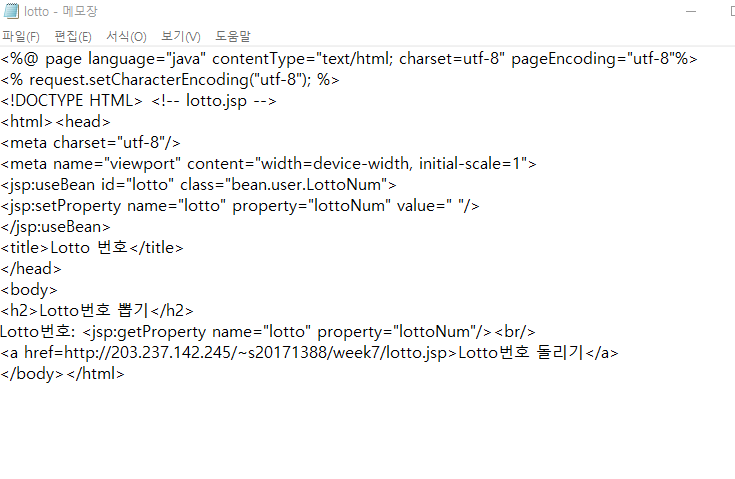 lotto - 메모장
파일(F) 편집(E) 서식(O) 보기(V) 도움말
<%@ page language="java" contentType="text/html; charset=utf-8" pageEncoding="utf-8"%>
<% request.setCharacterEncoding("utf-8"); %>
<!DOCTYPE HTML> <!-- lotto.jsp -->
<html><head>
<meta charset="utf-8"/>
<meta name="viewport" content="width=device-width, initial-scale=1">
<jsp:useBean id="lotto" class="bean.user.LottoNum">
<jsp:setProperty name="lotto" property="lottoNum" value=" "/>
</jsp:useBean>
<title>Lotto 번호</title>
</head>
<body>
<h2>Lotto번호 뽑기</h2>
Lotto번호: <jsp:getProperty name="lotto" property="lottoNum"/><br/>
<a href=http://203.237.142.245/~s20171388/week7/lotto.jsp>Lotto번호 돌리기</a>
</body></html>